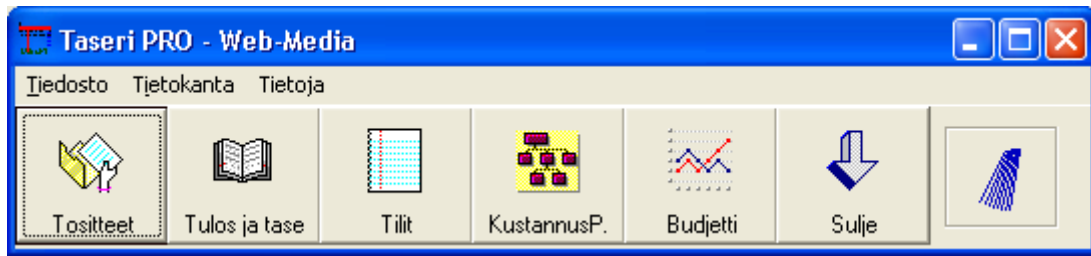 Taseri PRO - Web-Media
Tiedosto Tietokanta Tietoja
Tositteet Tulos ja tase Tilit KustannusP. Budjetti Sulje